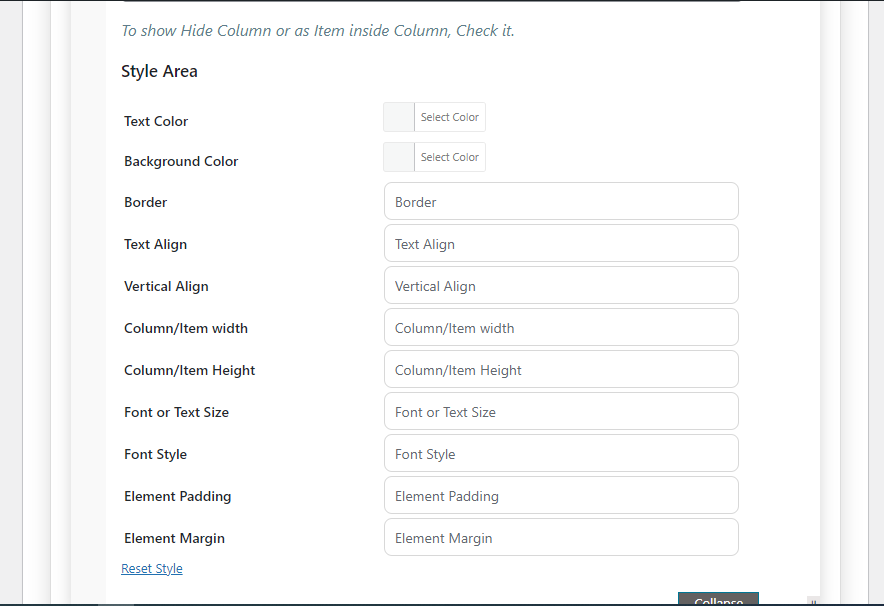 To show Hide Column or as Item inside Column, Check it.
Style Area
Text Color Select Color
Background Color Select Color
Border Border
Text Align Text Align
Vertical Align Vertical Align
Column/Item width Column/Item width
Column/Item Height Column/Item Height
Font or Text Size Font or Text Size
Font Style Font Style
Element Padding Element Padding
Element Margin Element Margin
Reset Style
Collapse